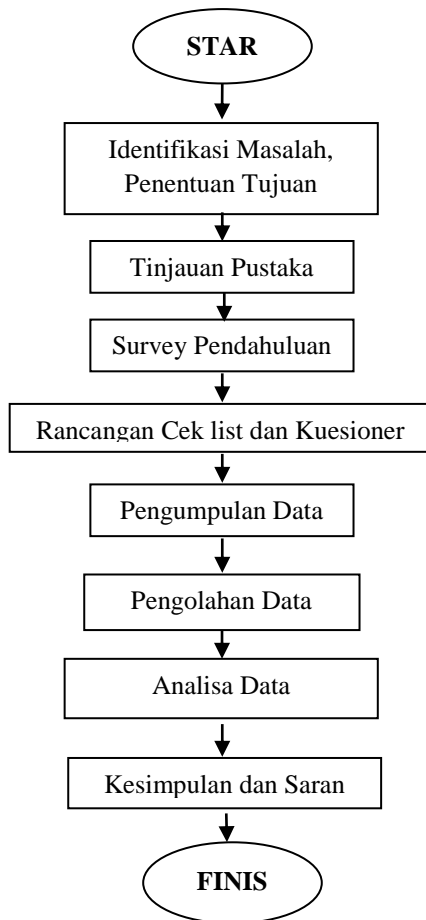 STAR
Identifikasi Masalah,
Penentuan Tujuan
Tinjauan Pustaka
Survey Pendahuluan
Rancangan Cek list dan Kuesioner
Pengumpulan Data
Pengolahan Data
Analisa Data
Kesimpulan dan Saran
FINIS